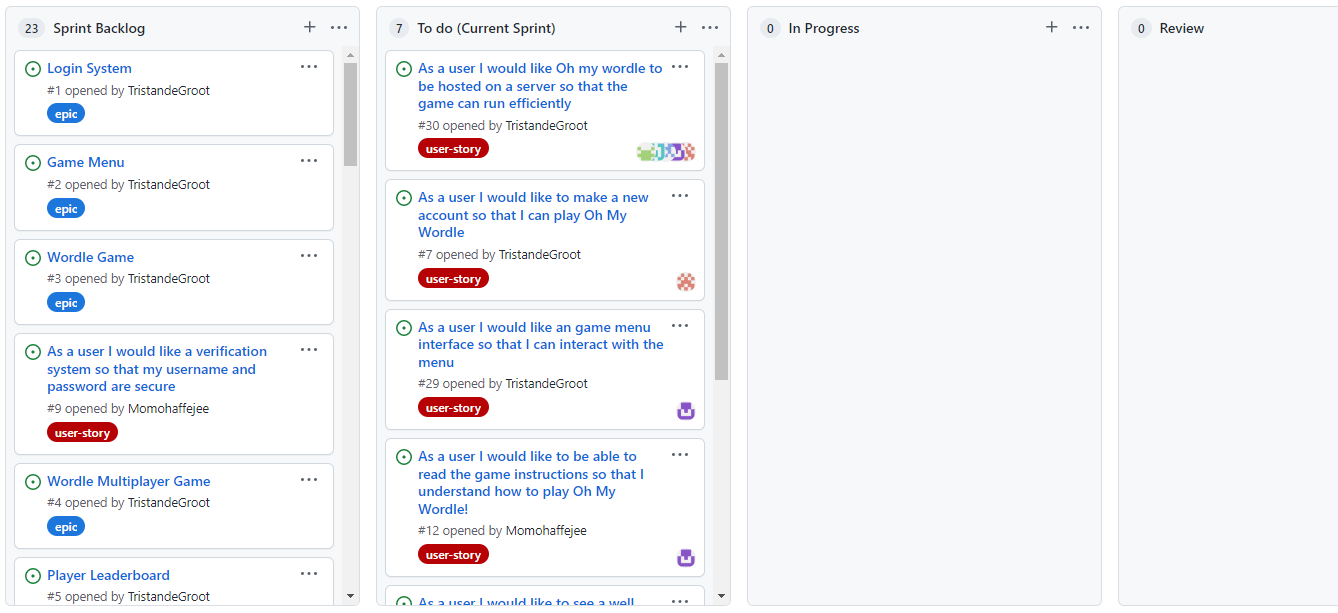 23 Sprint Backlog
Login System
#1 opened by TristandeGroot
epic
Game Menu
#2 opened by TristandeGroot
epic
Wordle Game
#3 opened by TristandeGroot
epic
As a user I would like a verification
system so that my username and
password are secure
#9 opened by Momohaffejee
user-story
Wordle Multiplayer Game
#4 opened by TristandeGroot
epic
Player Leaderboard
#5 opened by TristandeGroot
7 To do (Current Sprint)
As a user I would like Oh my wordle to
be hosted on a server so that the
game can run efficiently
#30 opened by TristandeGroot
user-story
As a user I would like to make a new
account so that I can play Oh My
Wordle
#7 opened by TristandeGroot
user-story
As a user I would like an game menu
interface so that I can interact with the
menu
#29 opened by TristandeGroot
user-story
As a user I would like to be able to
read the game instructions so that I
understand how to play Oh My
Wordle!
#12 opened by Momohaffejee
user-story
As a user I would like to see a well
0 In Progress
0 Review